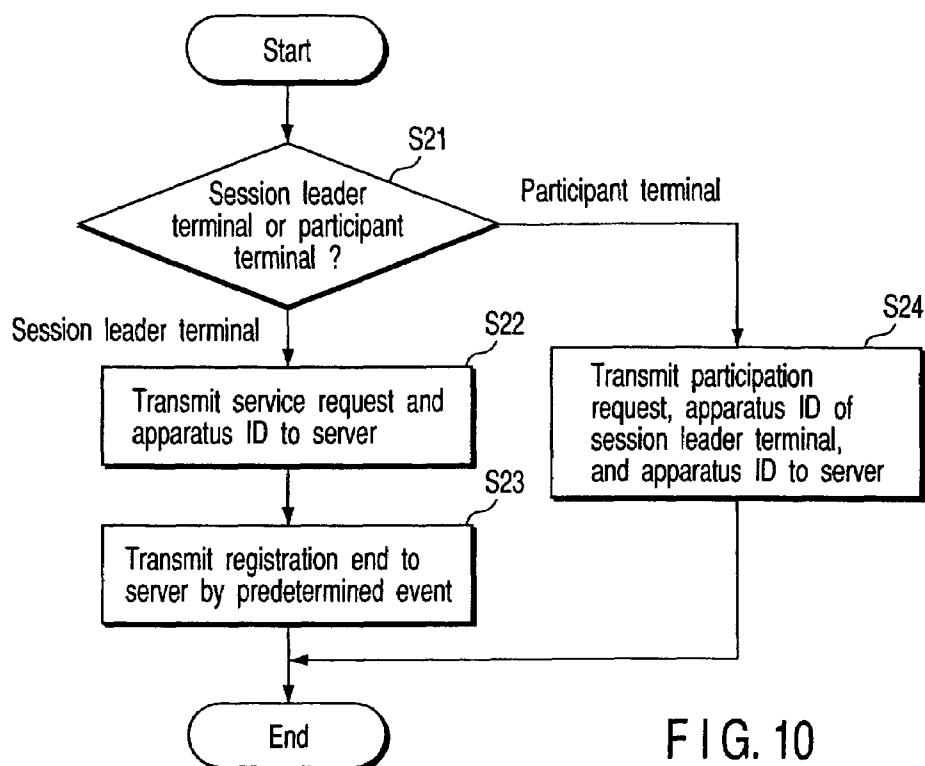 Start
S21
Session leader
terminal or participant
terminal ?
Participant terminal
Session leader terminal
S22
Transmit service request and
apparatus ID to server
S24
Transmit participation
request, apparatus ID of
session leader terminal,
and apparatus ID to server
S23
Transmit registration end to
server by predetermined event
End
FIG. 10